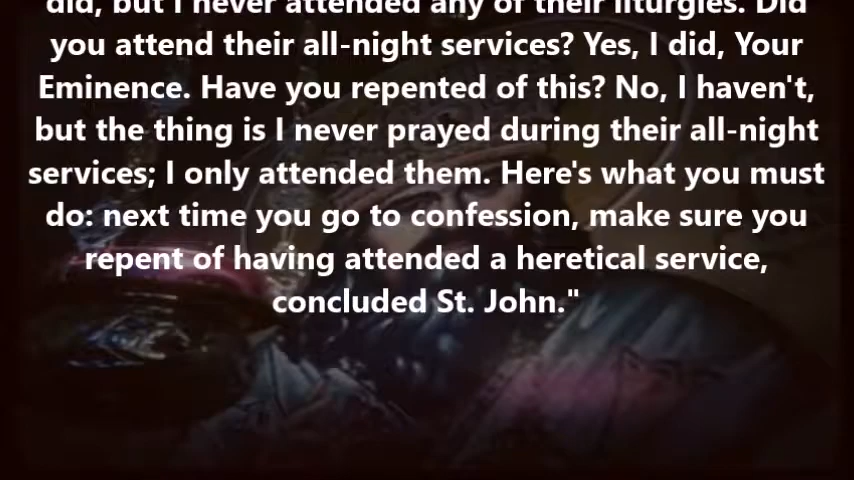 did, but I never attended any of their liturgies. Did
you attend their all-night services? Yes, I did, Your
Eminence. Have you repented of this? No, I haven't,
but the thing is I never prayed during their all-night
services; I only attended them. Here's what you must
do: next time you go to confession, make sure you
repent of having attended a heretical service,
concluded St. John."